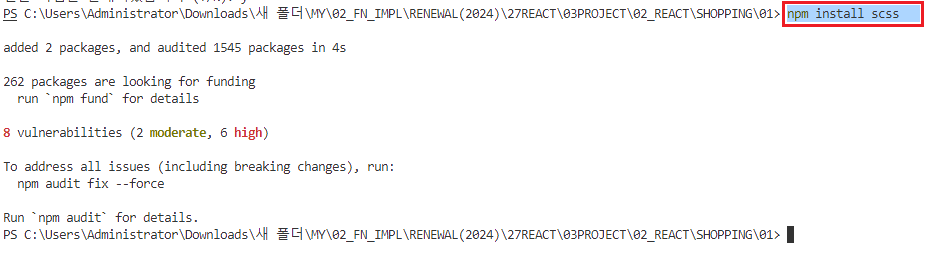 PS C:\Users\Administrator\Downloads\새 폴더\MY\02_FN_IMPL\RENEWAL(2024)\27REACT\03PROJECT\02_REACT\SHOPPING\01> npm install scss
added 2 packages, and audited 1545 packages in 4s
262 packages are looking for funding
  run `npm fund` for details
8 vulnerabilities (2 moderate, 6 high)
To address all issues (including breaking changes), run:
  npm audit fix --force
Run `npm audit` for details.
PS C:\Users\Administrator\Downloads\새 폴더\MY\02_FN_IMPL\RENEWAL(2024)\27REACT\03PROJECT\02_REACT\SHOPPING\01>